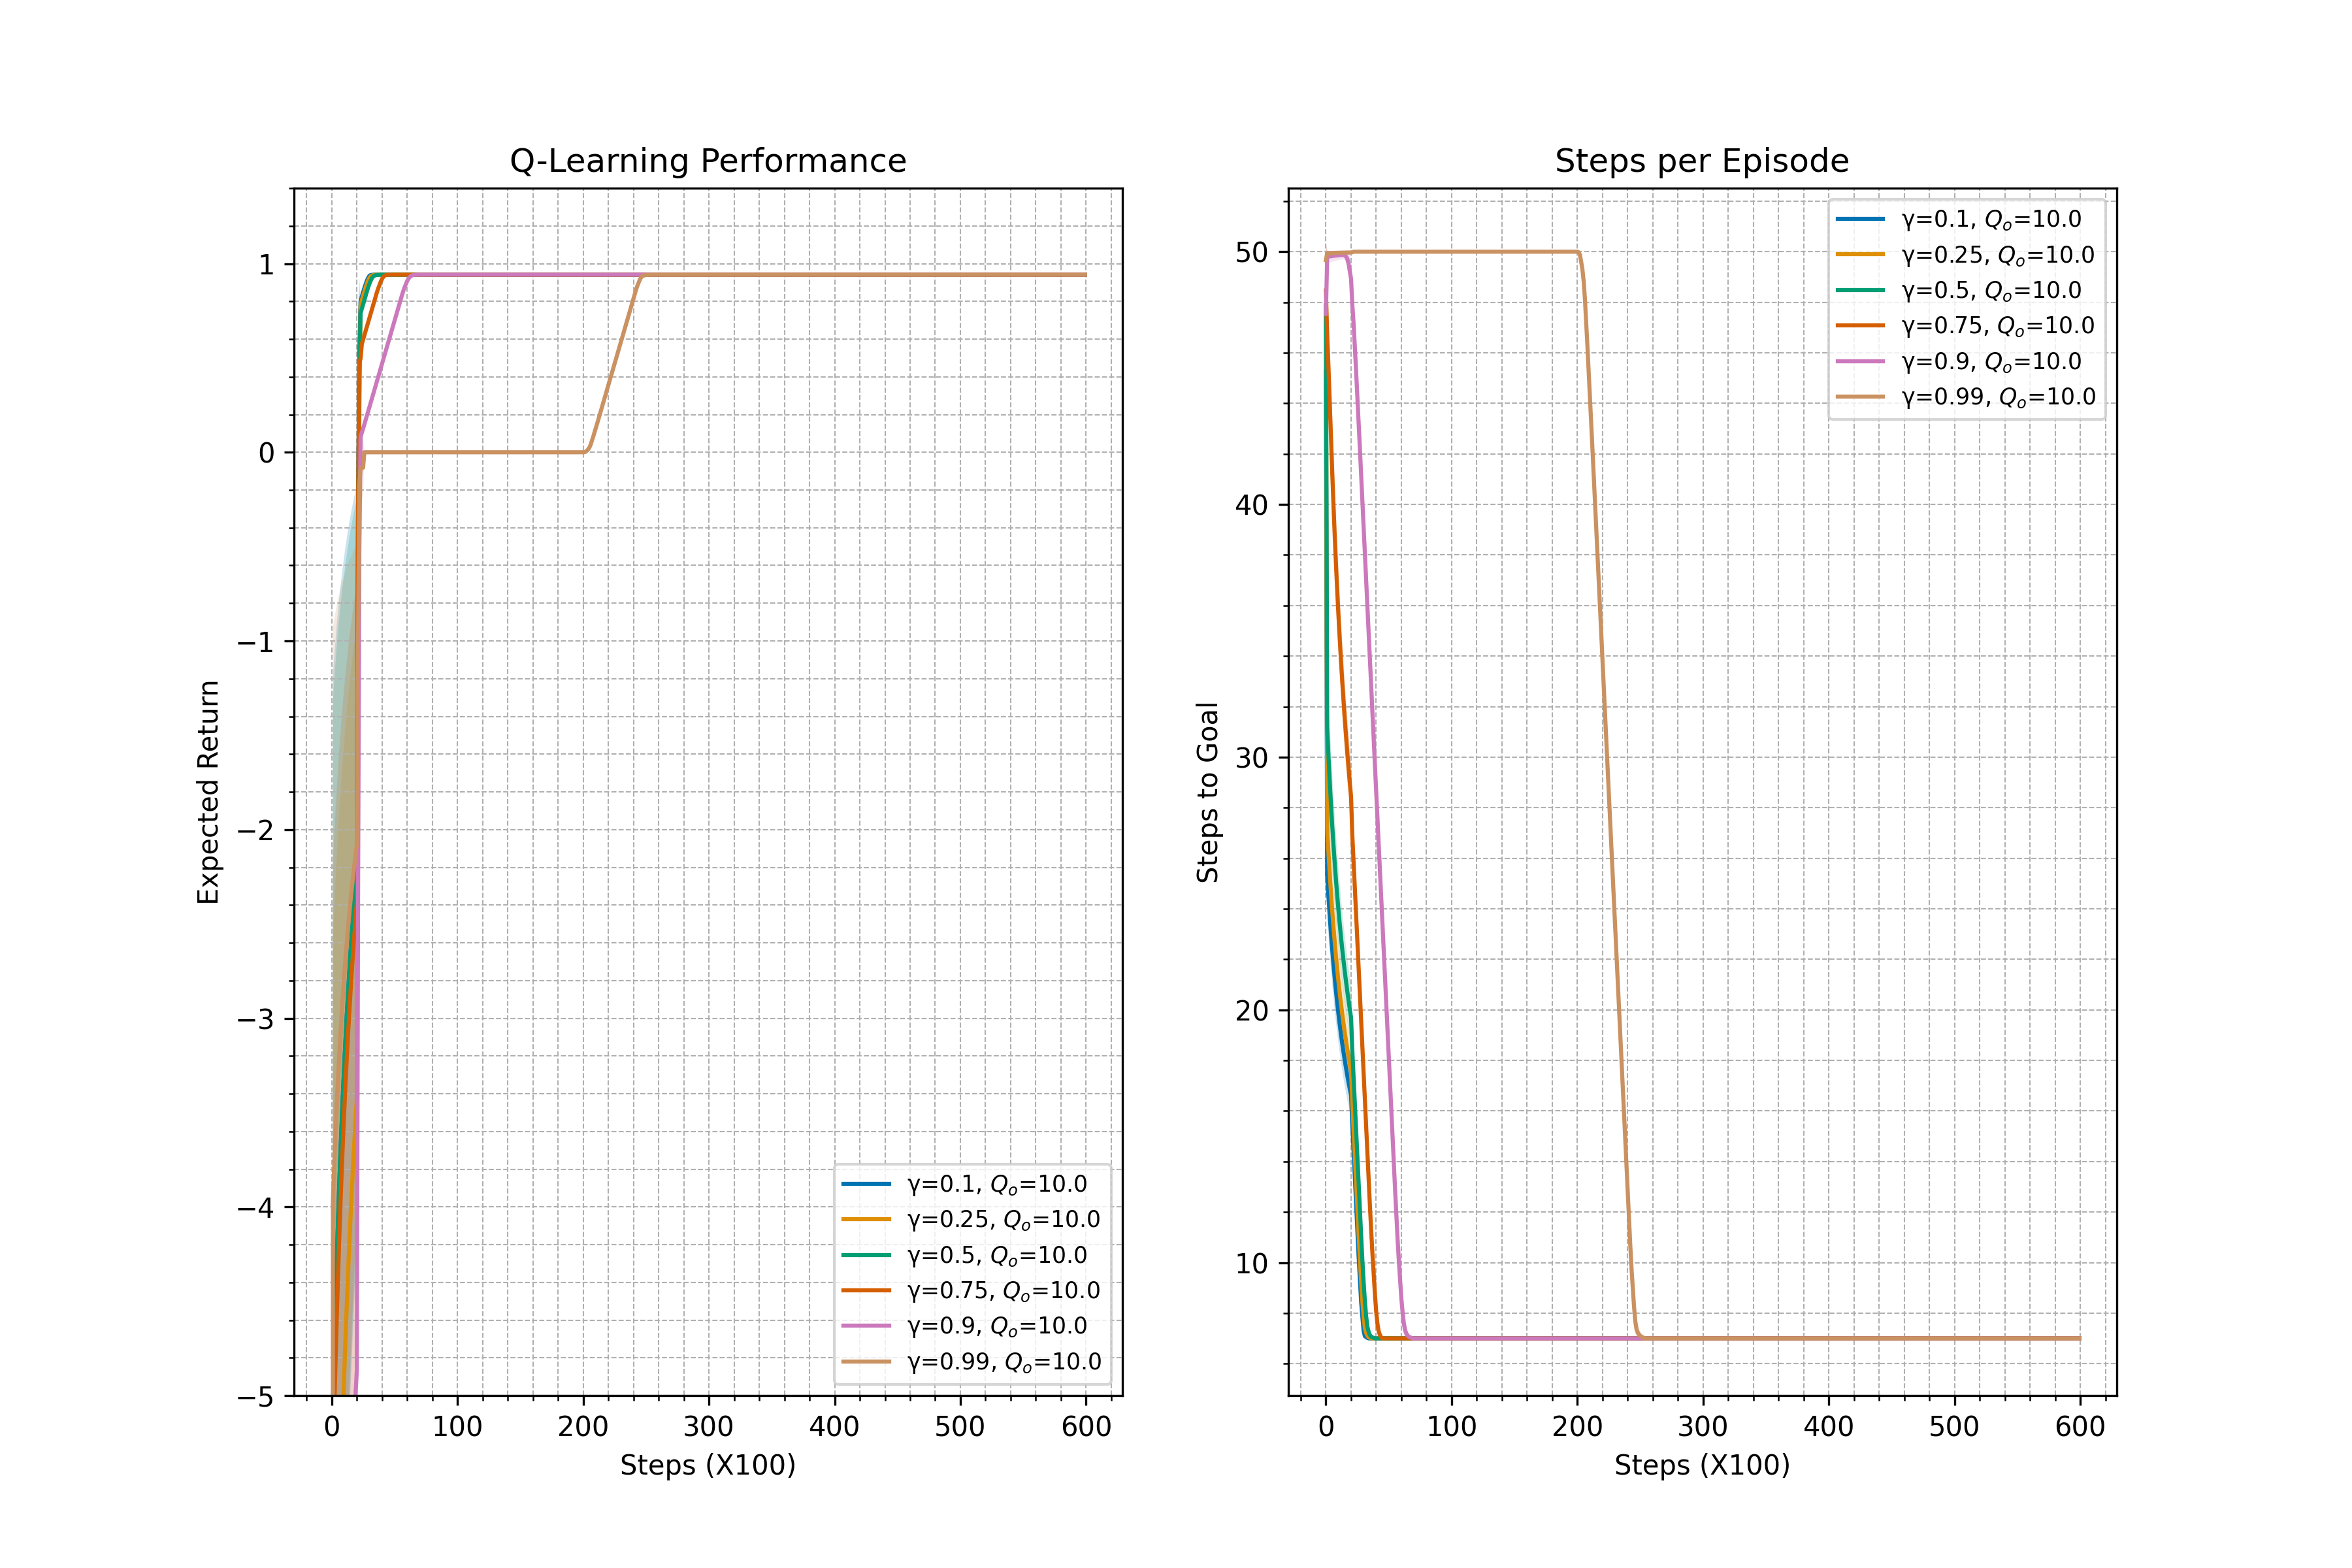 Q-Learning Performance
Expected Return
1
0
−1
−2
−3
−4
−5
0 100 200 300 400 500 600
Steps (X100)
γ=0.1, Qₒ=10.0
γ=0.25, Qₒ=10.0
γ=0.5, Qₒ=10.0
γ=0.75, Qₒ=10.0
γ=0.9, Qₒ=10.0
γ=0.99, Qₒ=10.0
Steps per Episode
Steps to Goal
50
40
30
20
10
0 100 200 300 400 500 600
Steps (X100)
γ=0.1, Qₒ=10.0
γ=0.25, Qₒ=10.0
γ=0.5, Qₒ=10.0
γ=0.75, Qₒ=10.0
γ=0.9, Qₒ=10.0
γ=0.99, Qₒ=10.0